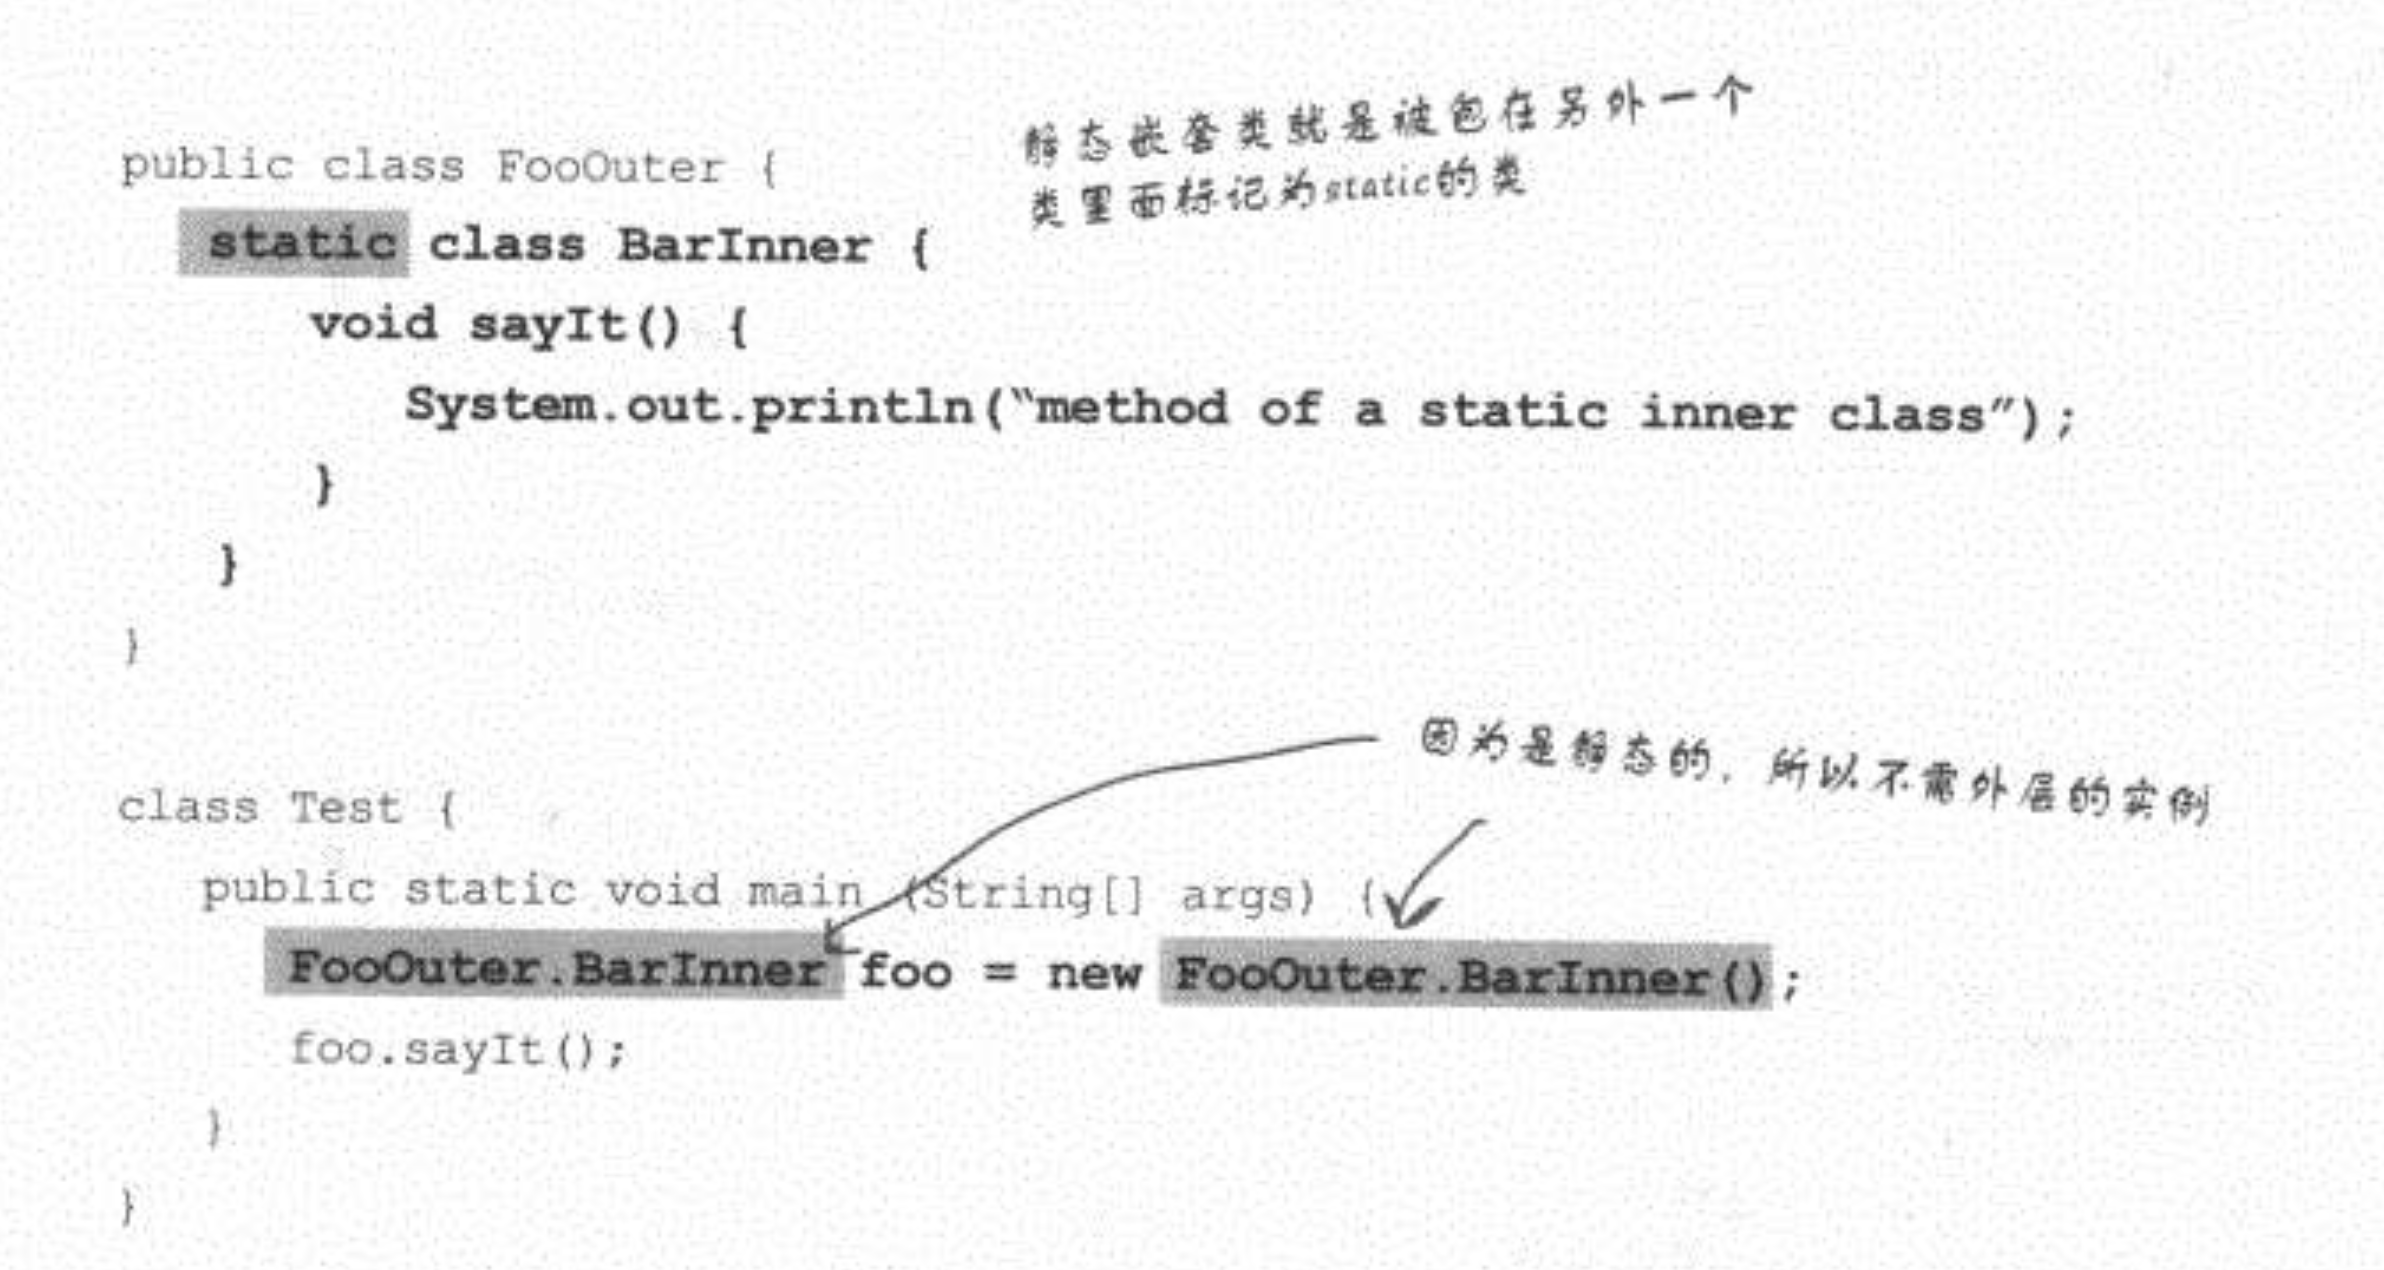 public class FooOuter {
静态嵌套类就是被包在另外一个
类里面标记为static的类
static class BarInner {
void sayIt() {
System.out.println(“method of a static inner class”);
}
}
}
因为是静态的，所以不需外层的实例
class Test {
public static void main (String[] args) {
FooOuter.BarInner foo = new FooOuter.BarInner();
foo.sayIt();
}
}